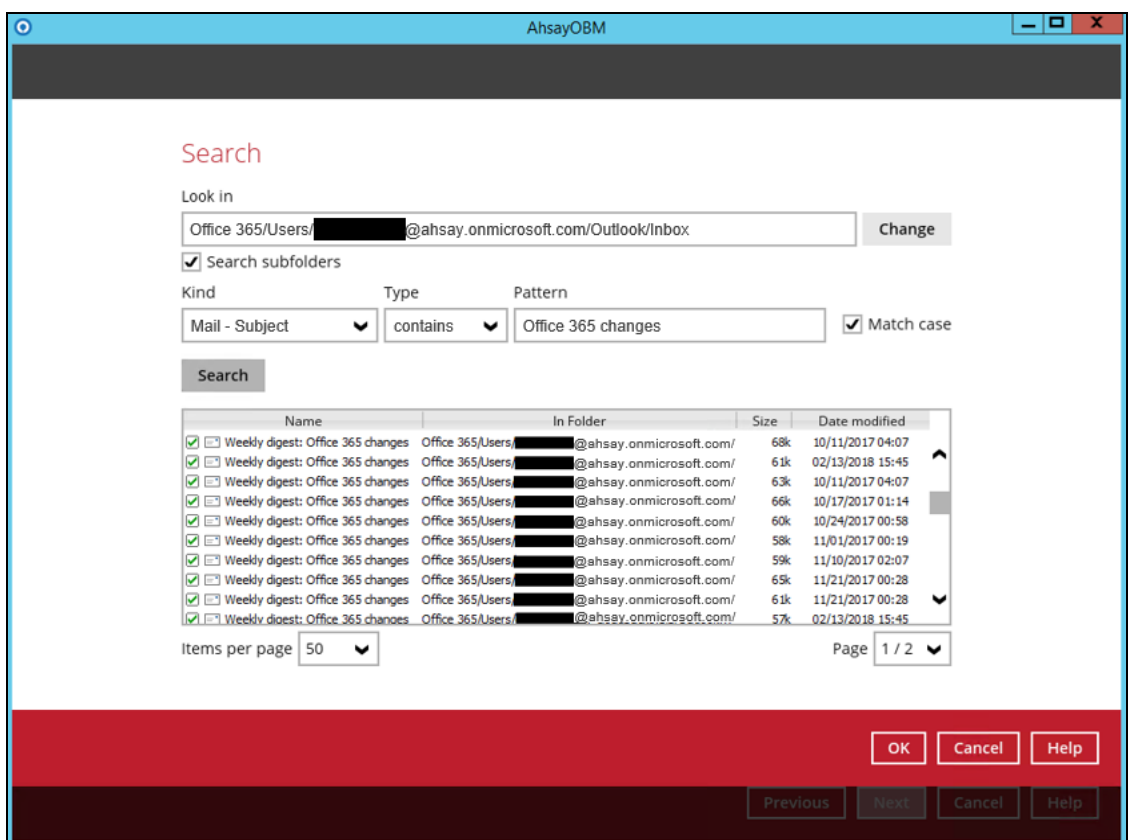 AhsayOBM
Search
Look in
Office 365/Users/ @ahsay.onmicrosoft.com/Outlook/Inbox Change
Search subfolders
Kind Type Pattern
Mail - Subject contains Office 365 changes Match case
Search
Name In Folder Size Date modified
Weekly digest: Office 365 changes Office 365/Users/ @ahsay.onmicrosoft.com/ 68k 10/11/2017 04:07
Weekly digest: Office 365 changes Office 365/Users/ @ahsay.onmicrosoft.com/ 61k 02/13/2018 15:45
Weekly digest: Office 365 changes Office 365/Users/ @ahsay.onmicrosoft.com/ 63k 10/11/2017 04:07
Weekly digest: Office 365 changes Office 365/Users/ @ahsay.onmicrosoft.com/ 66k 10/17/2017 01:14
Weekly digest: Office 365 changes Office 365/Users/ @ahsay.onmicrosoft.com/ 60k 10/24/2017 00:58
Weekly digest: Office 365 changes Office 365/Users/ @ahsay.onmicrosoft.com/ 58k 11/01/2017 00:19
Weekly digest: Office 365 changes Office 365/Users/ @ahsay.onmicrosoft.com/ 59k 11/10/2017 02:07
Weekly digest: Office 365 changes Office 365/Users/ @ahsay.onmicrosoft.com/ 65k 11/21/2017 00:28
Weekly digest: Office 365 changes Office 365/Users/ @ahsay.onmicrosoft.com/ 61k 11/21/2017 00:28
Weekly digest: Office 365 changes Office 365/Users/ @ahsay.onmicrosoft.com/ 57k 02/13/2018 15:45
Items per page 50 Page 1 / 2
OK Cancel Help
Previous Next Cancel Help